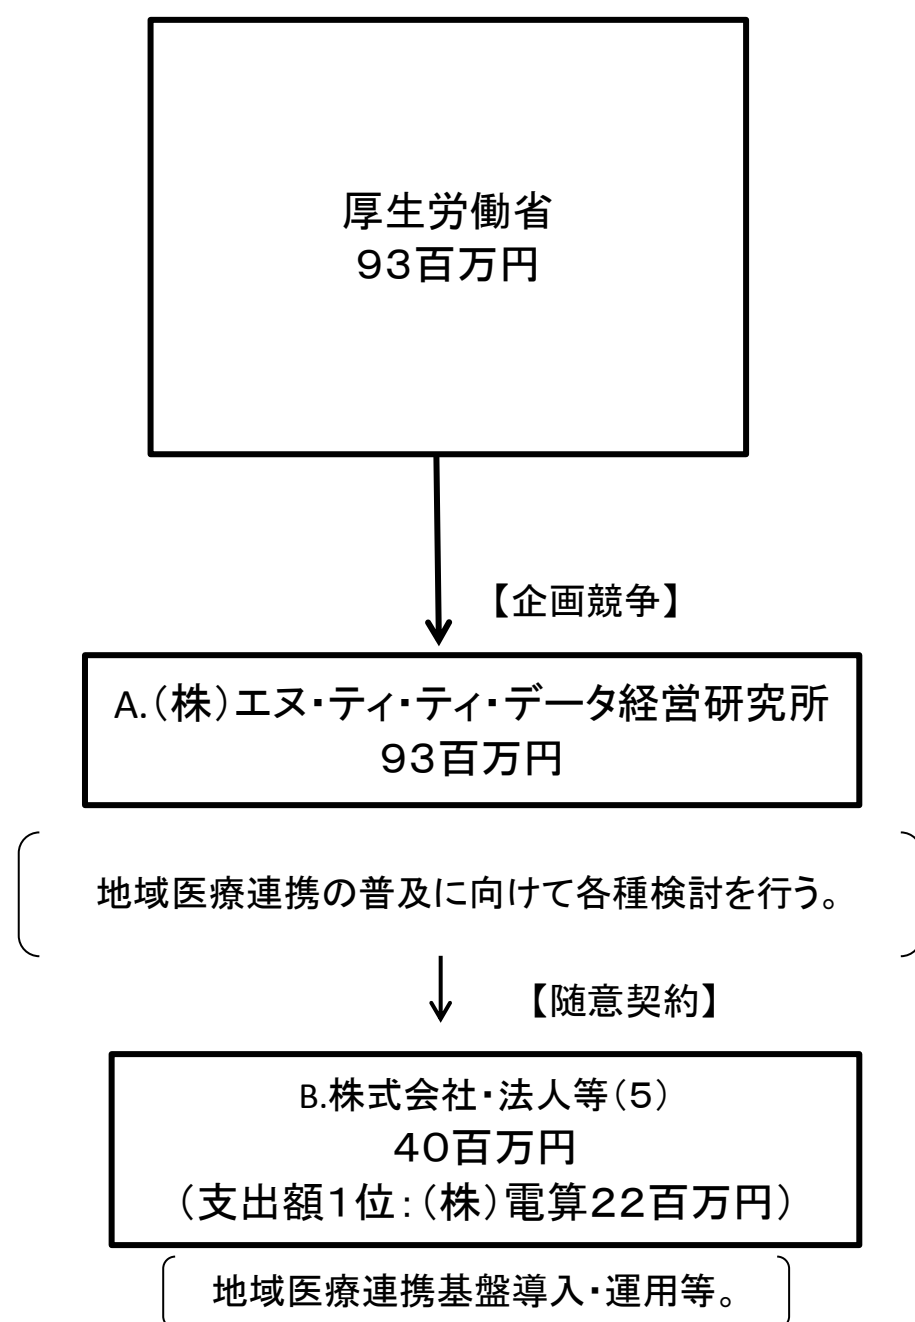 厚生労働省
93百万円
【企画競争】
A.(株)エヌ・ティ・ティ・データ経営研究所
93百万円
地域医療連携の普及に向けて各種検討を行う。
【随意契約】
B.株式会社・法人等(5)
40百万円
(支出額1位:(株)電算22百万円)
地域医療連携基盤導入・運用等。